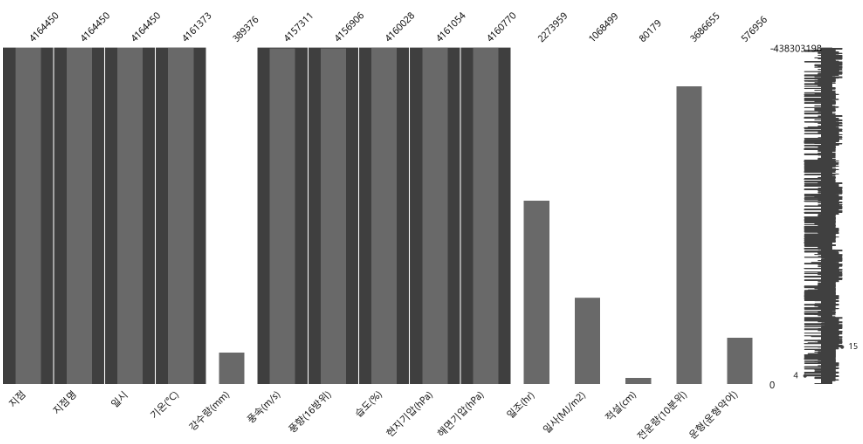 4164450
4164450
4164450
4161373
389376
4157311
4156906
4160028
4161054
4160770
2273959
1068499
80179
3686655
576956
-438303198
15
4
0
지점
지점명
일시
기온(°C)
강수량(mm)
풍속(m/s)
풍향(16방위)
습도(%)
현지기압(hPa)
해면기압(hPa)
일조(hr)
일사(MJ/m2)
적설(cm)
전운량(10분위)
운형(운형약어)